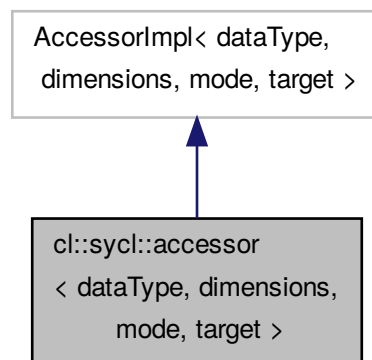 AccessorImpl< dataType,
dimensions, mode, target >
cl::sycl::accessor
< dataType, dimensions,
mode, target >